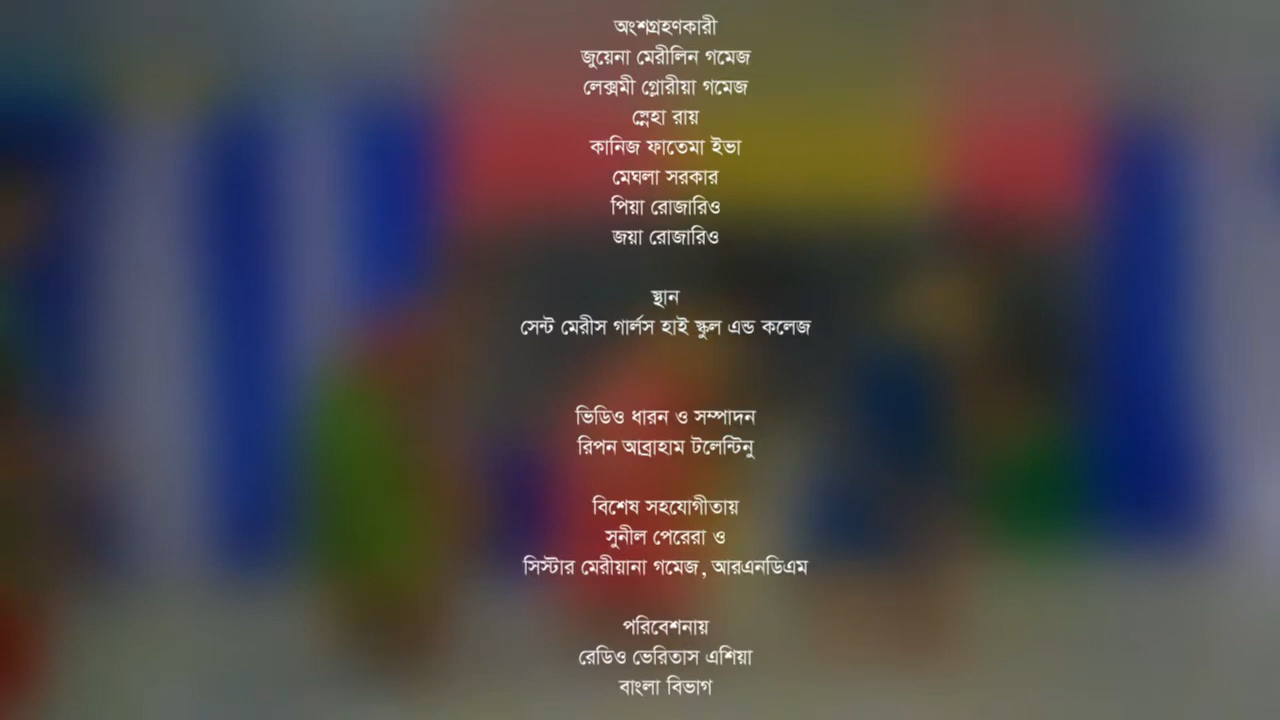 অংশগ্রহণকারী
জুয়েনা মেরীলিন গমেজ
লেক্সমী গ্লোরীয়া গমেজ
স্নেহা রায়
কানিজ ফাতেমা ইভা
মেঘলা সরকার
পিয়া রোজারিও
জয়া রোজারিও
স্থান
সেন্ট মেরীস গার্লস হাই স্কুল এন্ড কলেজ
ভিডিও ধারন ও সম্পাদন
রিপন আব্রাহাম টলেন্টিনু
বিশেষ সহযোগীতায়
সুনীল পেরেরা ও
সিস্টার মেরীয়ানা গমেজ, আরএনডিএম
পরিবেশনায়
রেডিও ভেরিতাস এশিয়া
বাংলা বিভাগ